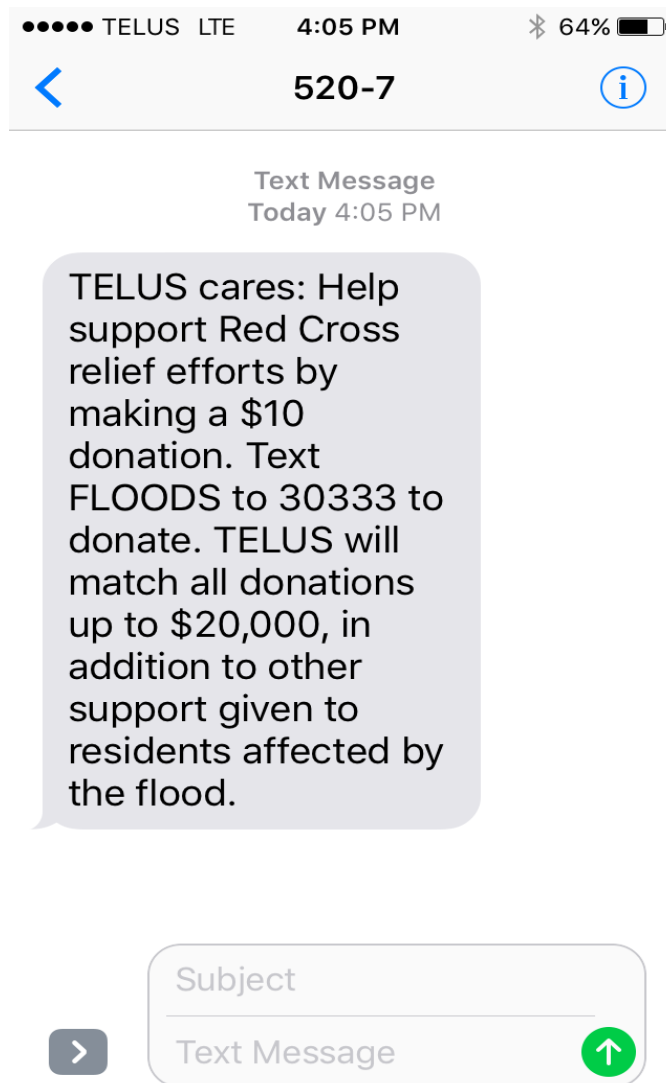 TELUS LTE 4:05 PM 64%
520-7
Text Message
Today 4:05 PM
TELUS cares: Help
support Red Cross
relief efforts by
making a $10
donation. Text
FLOODS to 30333 to
donate. TELUS will
match all donations
up to $20,000, in
addition to other
support given to
residents affected by
the flood.
Subject
Text Message